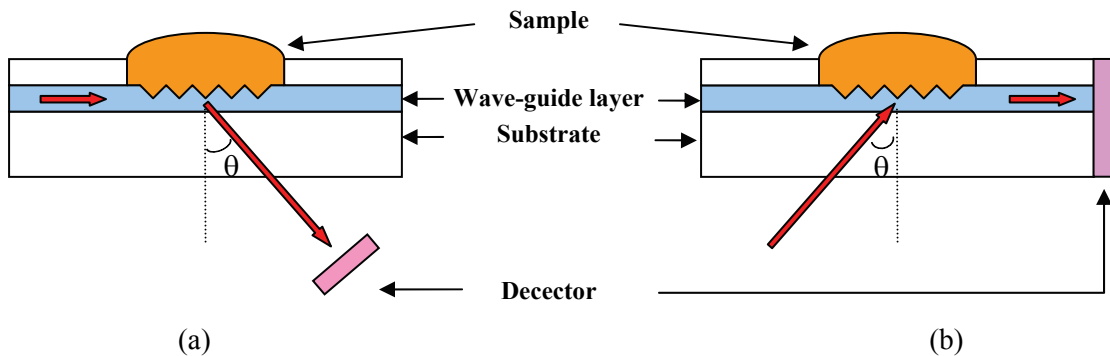 Sample
Wave-guide layer
Substrate
θ
θ
Decector
(a)
(b)